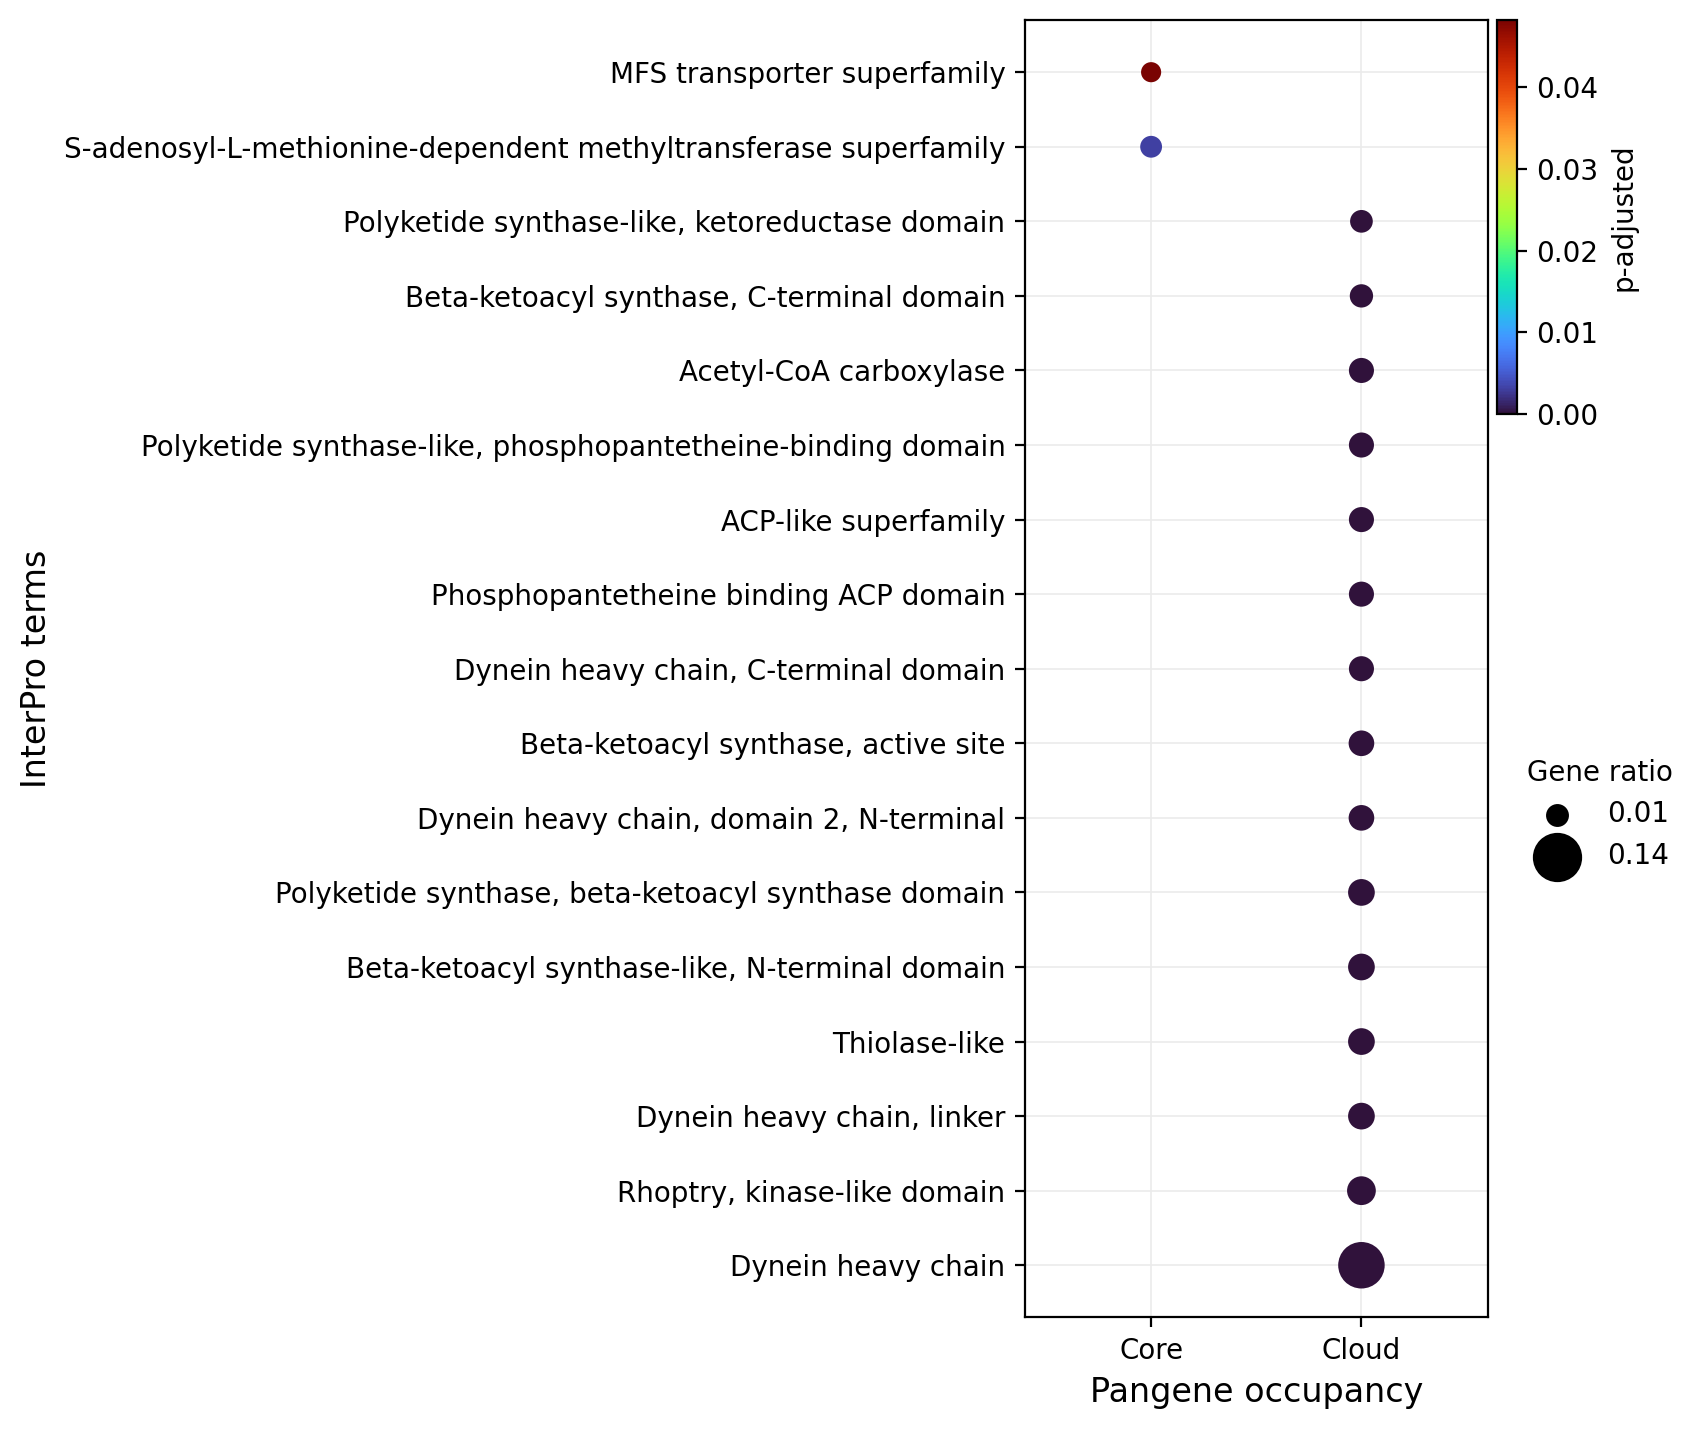 MFS transporter superfamily
S-adenosyl-L-methionine-dependent methyltransferase superfamily
Polyketide synthase-like, ketoreductase domain
Beta-ketoacyl synthase, C-terminal domain
Acetyl-CoA carboxylase
Polyketide synthase-like, phosphopantetheine-binding domain
ACP-like superfamily
Phosphopantetheine binding ACP domain
Dynein heavy chain, C-terminal domain
Beta-ketoacyl synthase, active site
Dynein heavy chain, domain 2, N-terminal
Polyketide synthase, beta-ketoacyl synthase domain
Beta-ketoacyl synthase-like, N-terminal domain
Thiolase-like
Dynein heavy chain, linker
Rhoptry, kinase-like domain
Dynein heavy chain
InterPro terms
Core
Cloud
Pangene occupancy
0.04
0.03
0.02
0.01
0.00
p-adjusted
Gene ratio
0.01
0.14